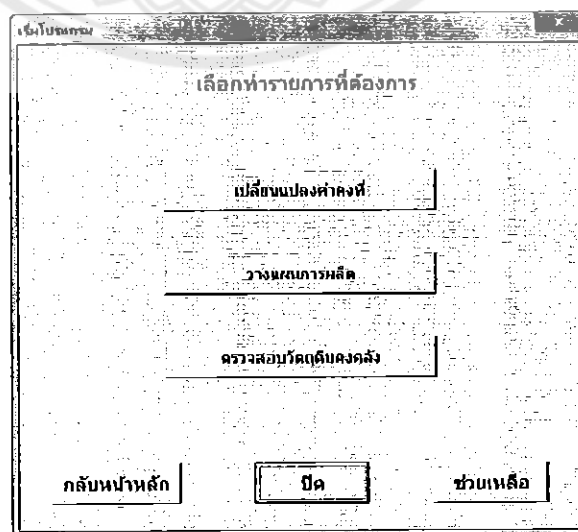 เริ่มโปรแกรม
เลือกทำรายการที่ต้องการ
เปลี่ยนแปลงค่าคงที่
วางแผนการผลิต
ตรวจสอบวัตถุดิบคงคลัง
กลับหน้าหลัก
ปิด
ช่วยเหลือ